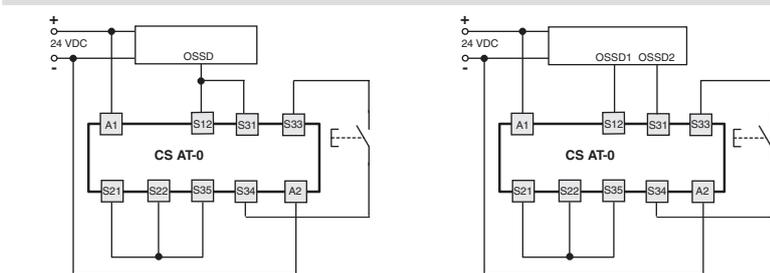 +
24 VDC
-
OSSD
A1 S12 S31 S33
CS AT-0
S21 S22 S35 S34 A2
+
24 VDC
-
OSSD1 OSSD2
A1 S12 S31 S33
CS AT-0
S21 S22 S35 S34 A2